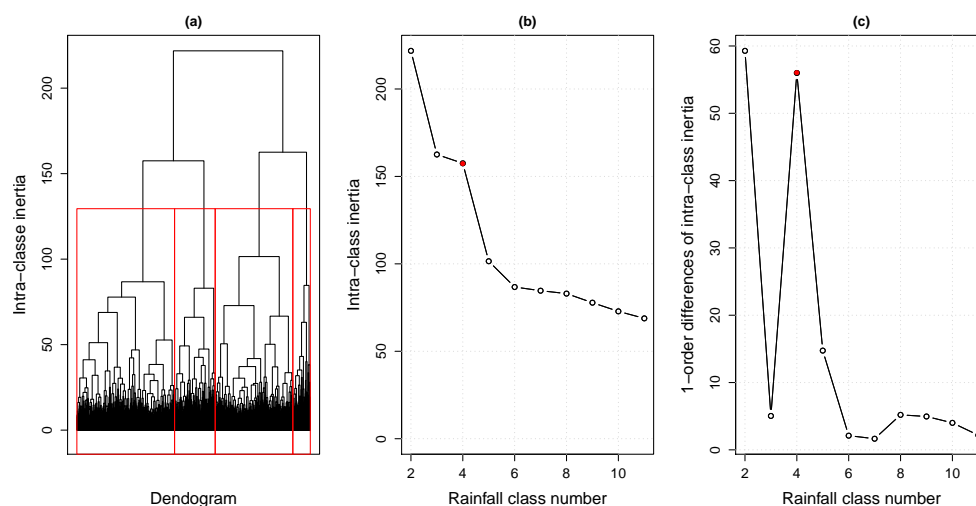 (a)
Intra−classe inertia
0
50
100
150
200
Dendogram
(b)
Intra−class inertia
0
50
100
150
200
2 4 6 8 10
Rainfall class number
(c)
1−order differences of intra−class inertia
0
10
20
30
40
50
60
2 4 6 8 10
Rainfall class number